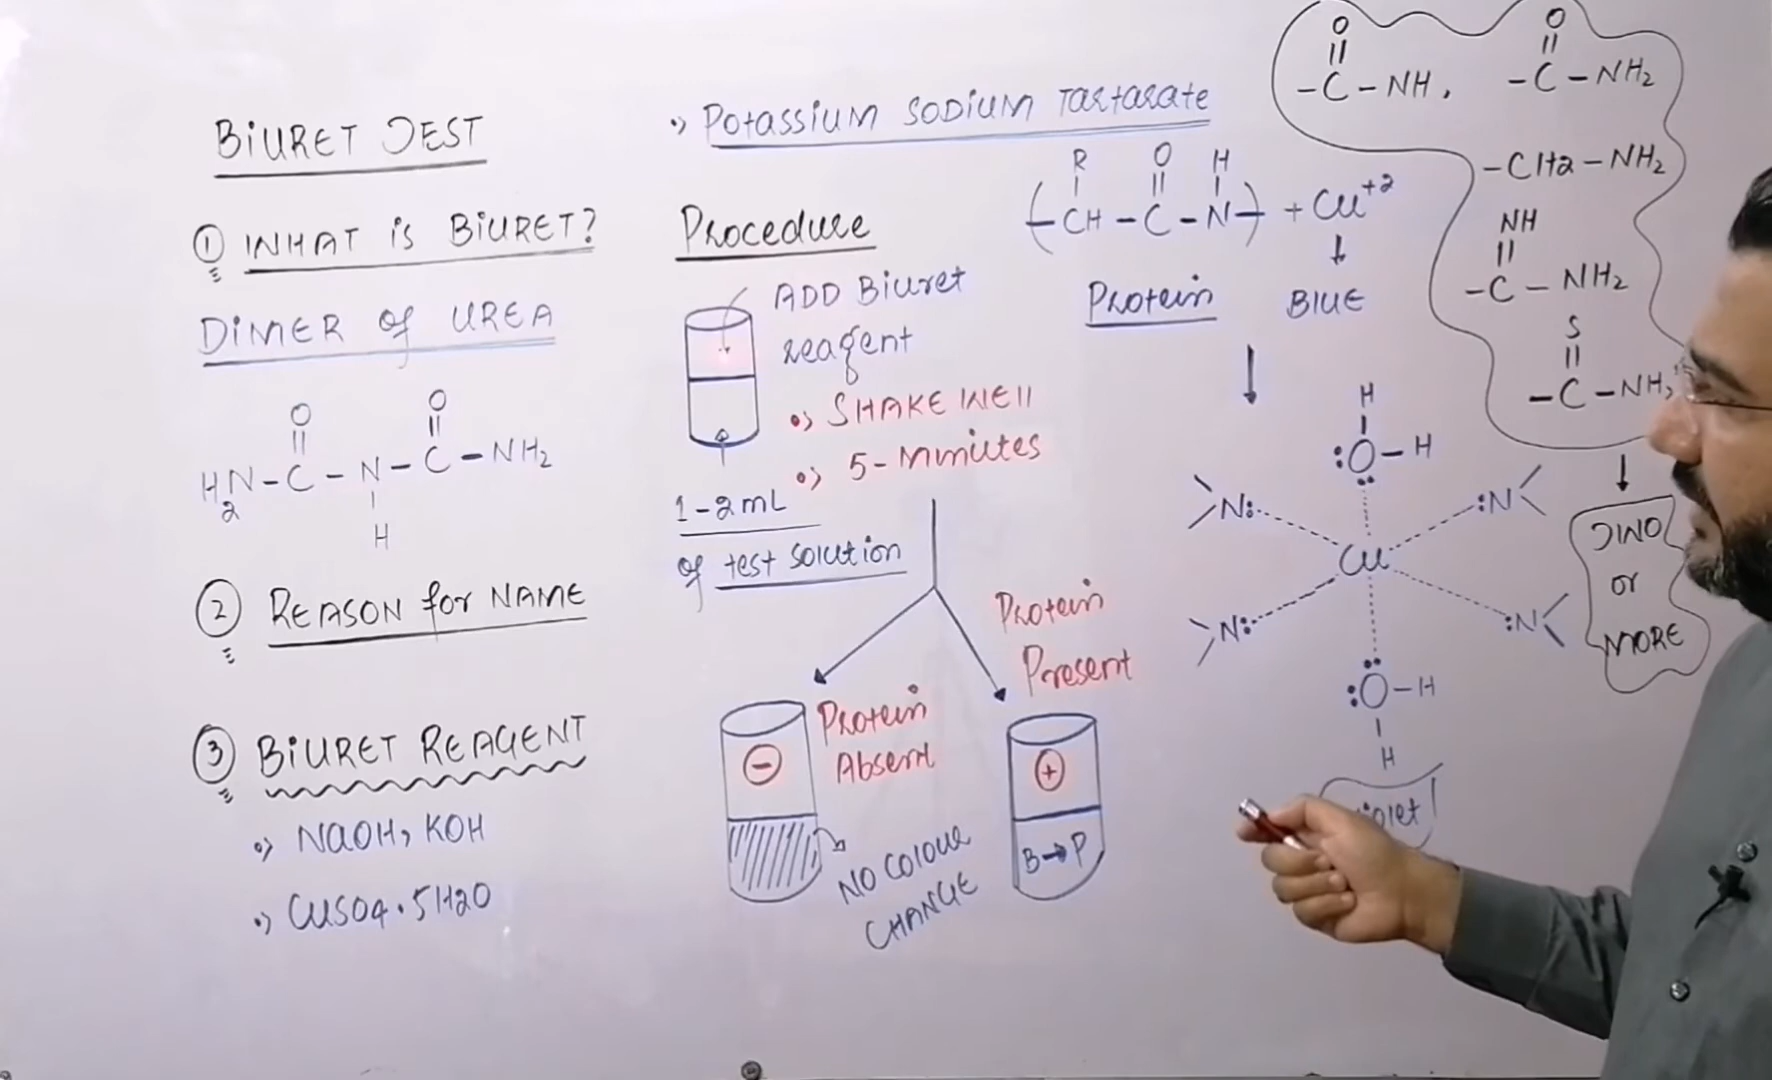 BIURET TEST
① WHAT is BIURET?
DIMER of UREA
O O
|| ||
H2N-C-N-C-NH2
|
H
② REASON for NAME
③ BIURET REAGENT
•) NaOH, KOH
•) CuSO4.5H2O
•) Potassium SODIUM Tartarate
Procedure
ADD Biuret
reagent
•) SHAKE WEll
•) 5-Minutes
1-2mL
of test solution
Protein
Absent
NO COLOUR
CHANGE
Protein
Present
B→P
R O H
| || |
(-CH-C-N-) + Cu+2
Protein
BlUE
H
|
:O-H
N: :N
Cu
N: :N
:O-H
|
H
O O
|| ||
-C-NH, -C-NH2
-CH2-NH2
NH
||
-C-NH2
S
||
-C-NH2
TWO
or
MORE